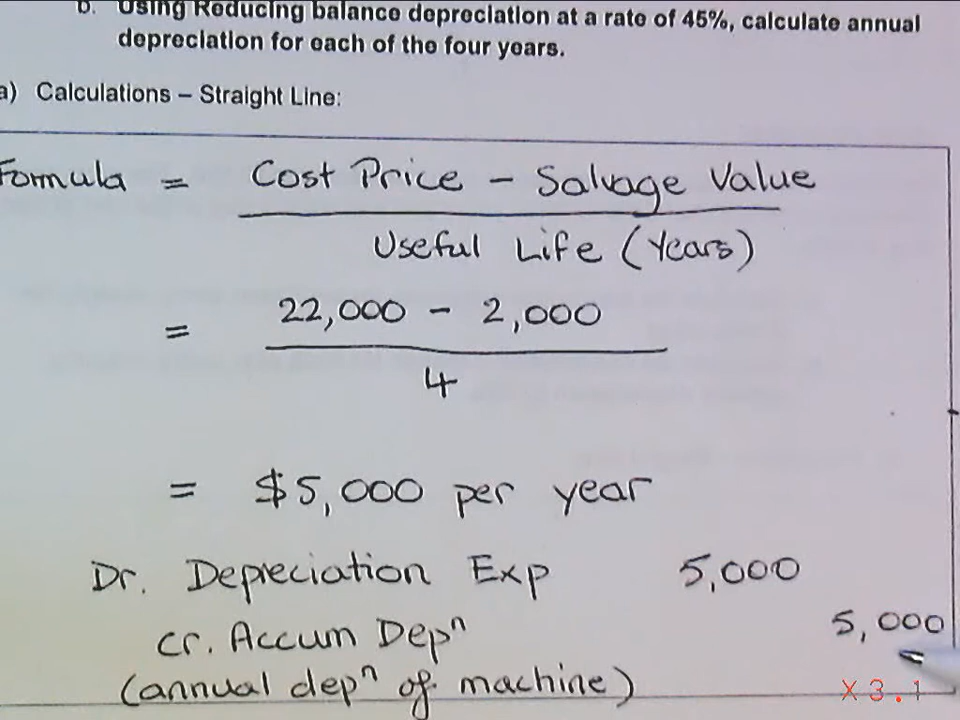 b. Using Reducing balance depreciation at a rate of 45%, calculate annual
depreciation for each of the four years.
a) Calculations – Straight Line:
Formula = Cost Price - Salvage Value
Useful Life (Years)
= 22,000 - 2,000
4
= $5,000 per year
Dr. Depreciation Exp 5,000
cr. Accum Depⁿ 5,000
(annual depⁿ of machine)
X3.1